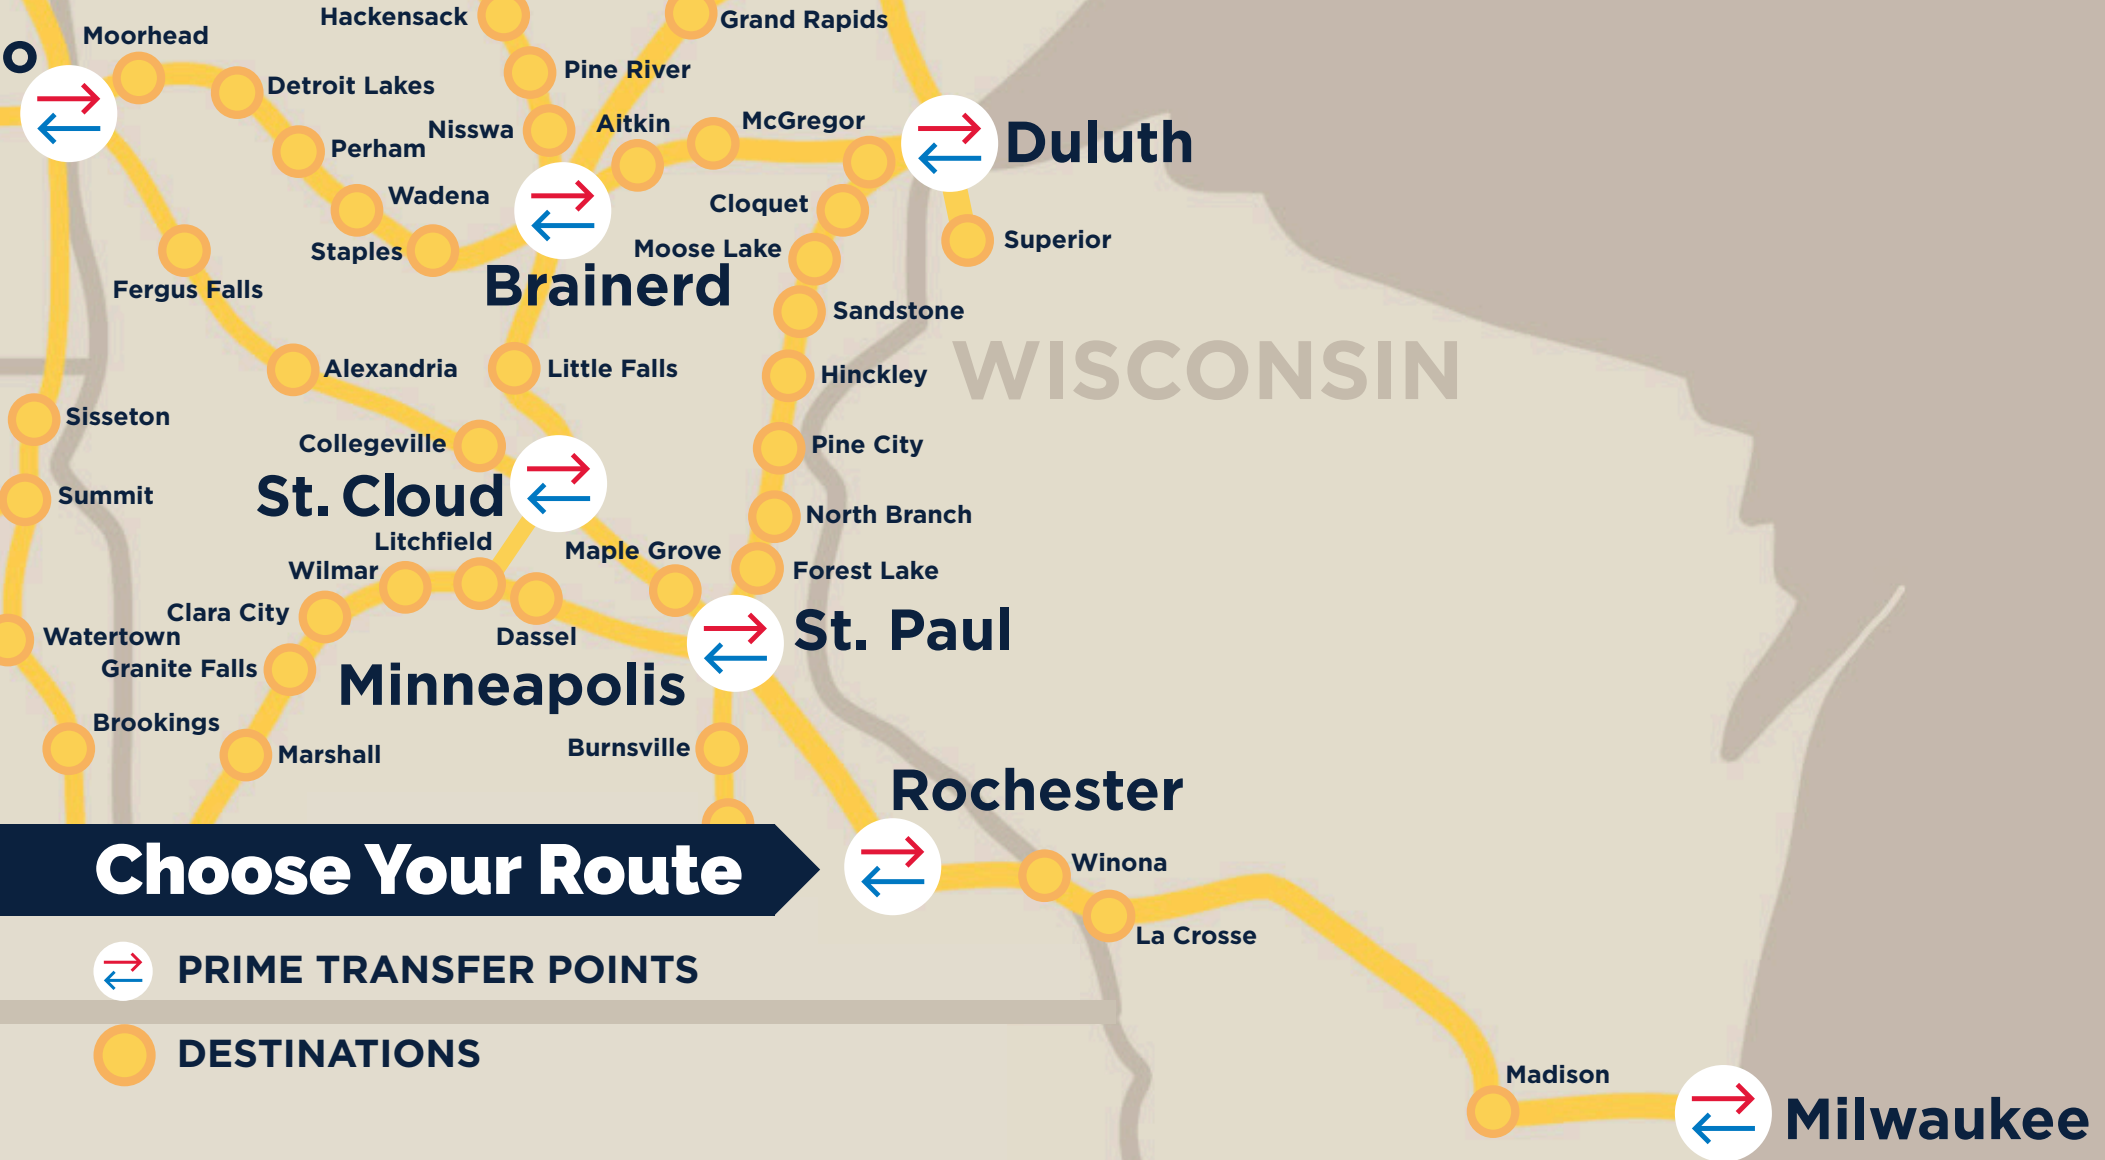 Hackensack
Grand Rapids
Moorhead
o
Pine River
Detroit Lakes
Nisswa
Aitkin
McGregor
Duluth
Perham
Wadena
Cloquet
Staples
Moose Lake
Superior
Brainerd
Fergus Falls
Sandstone
WISCONSIN
Alexandria
Little Falls
Hinckley
Sisseton
Collegeville
Pine City
Summit
St. Cloud
North Branch
Litchfield
Maple Grove
Wilmar
Forest Lake
Clara City
Watertown
Dassel
St. Paul
Granite Falls
Minneapolis
Brookings
Marshall
Burnsville
Rochester
Choose Your Route
Winona
La Crosse
PRIME TRANSFER POINTS
DESTINATIONS
Madison
Milwaukee